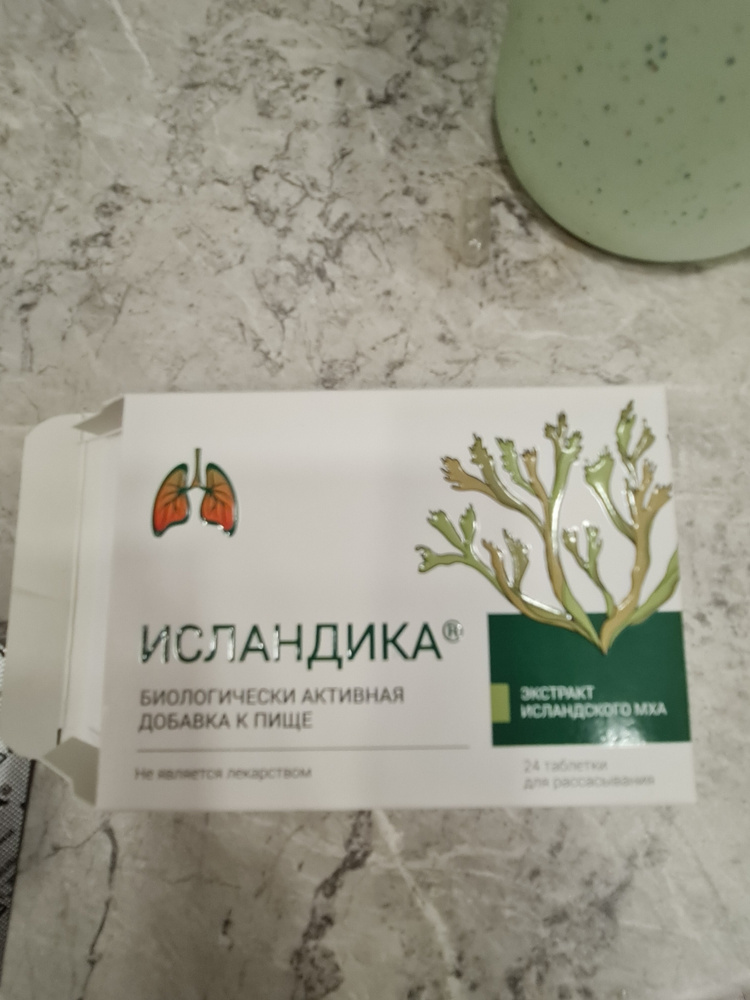 ИСЛАНДИКА®
БИОЛОГИЧЕСКИ АКТИВНАЯ
ДОБАВКА К ПИЩЕ
Не является лекарством
ЭКСТРАКТ
ИСЛАНДСКОГО МХА
24 таблетки
для рассасывания